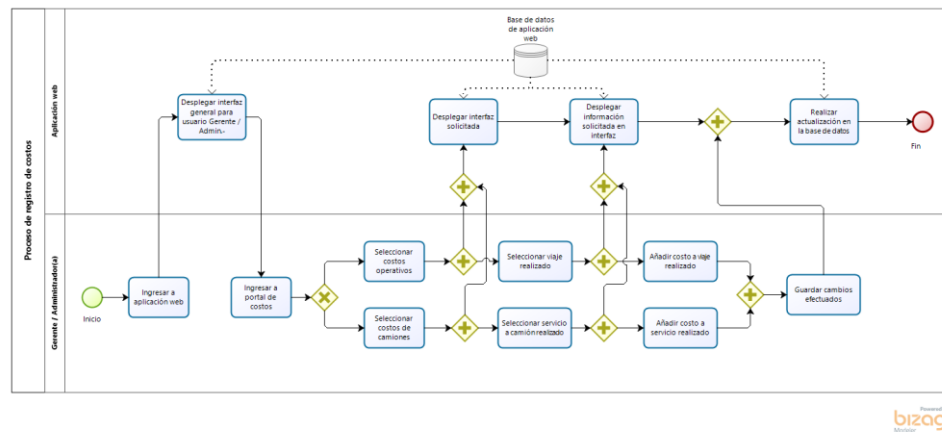 Proceso de registro de costos
Aplicación web
Base de datos
de aplicación
web
Desplegar interfaz
general para
usuario Gerente /
Admin.-
Desplegar interfaz
solicitada
Desplegar
información
solicitada en
interfaz
Realizar
actualización en
la base de datos
Fin
Gerente / Administrador(a)
Inicio
Ingresar a
aplicación web
Ingresar a
portal de
costos
Seleccionar
costos
operativos
Seleccionar viaje
realizado
Añadir costo a viaje
realizado
Guardar cambios
efectuados
Seleccionar
costos de
camiones
Seleccionar servicio
a camión realizado
Añadir costo a
servicio realizado
Powered
bizag
Modeler